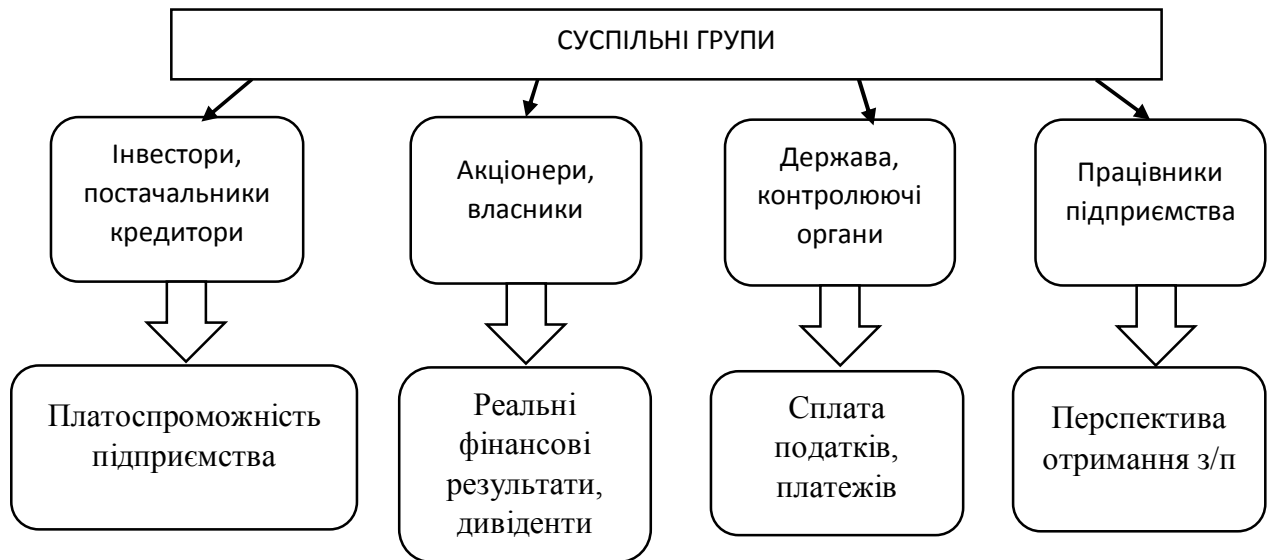 СУСПІЛЬНІ ГРУПИ
Інвестори,
постачальники
кредитори
Акціонери,
власники
Держава,
контролюючі
органи
Працівники
підприємства
Платоспроможність
підприємства
Реальні
фінансові
результати,
дивіденти
Сплата
податків,
платежів
Перспектива
отримання з/п